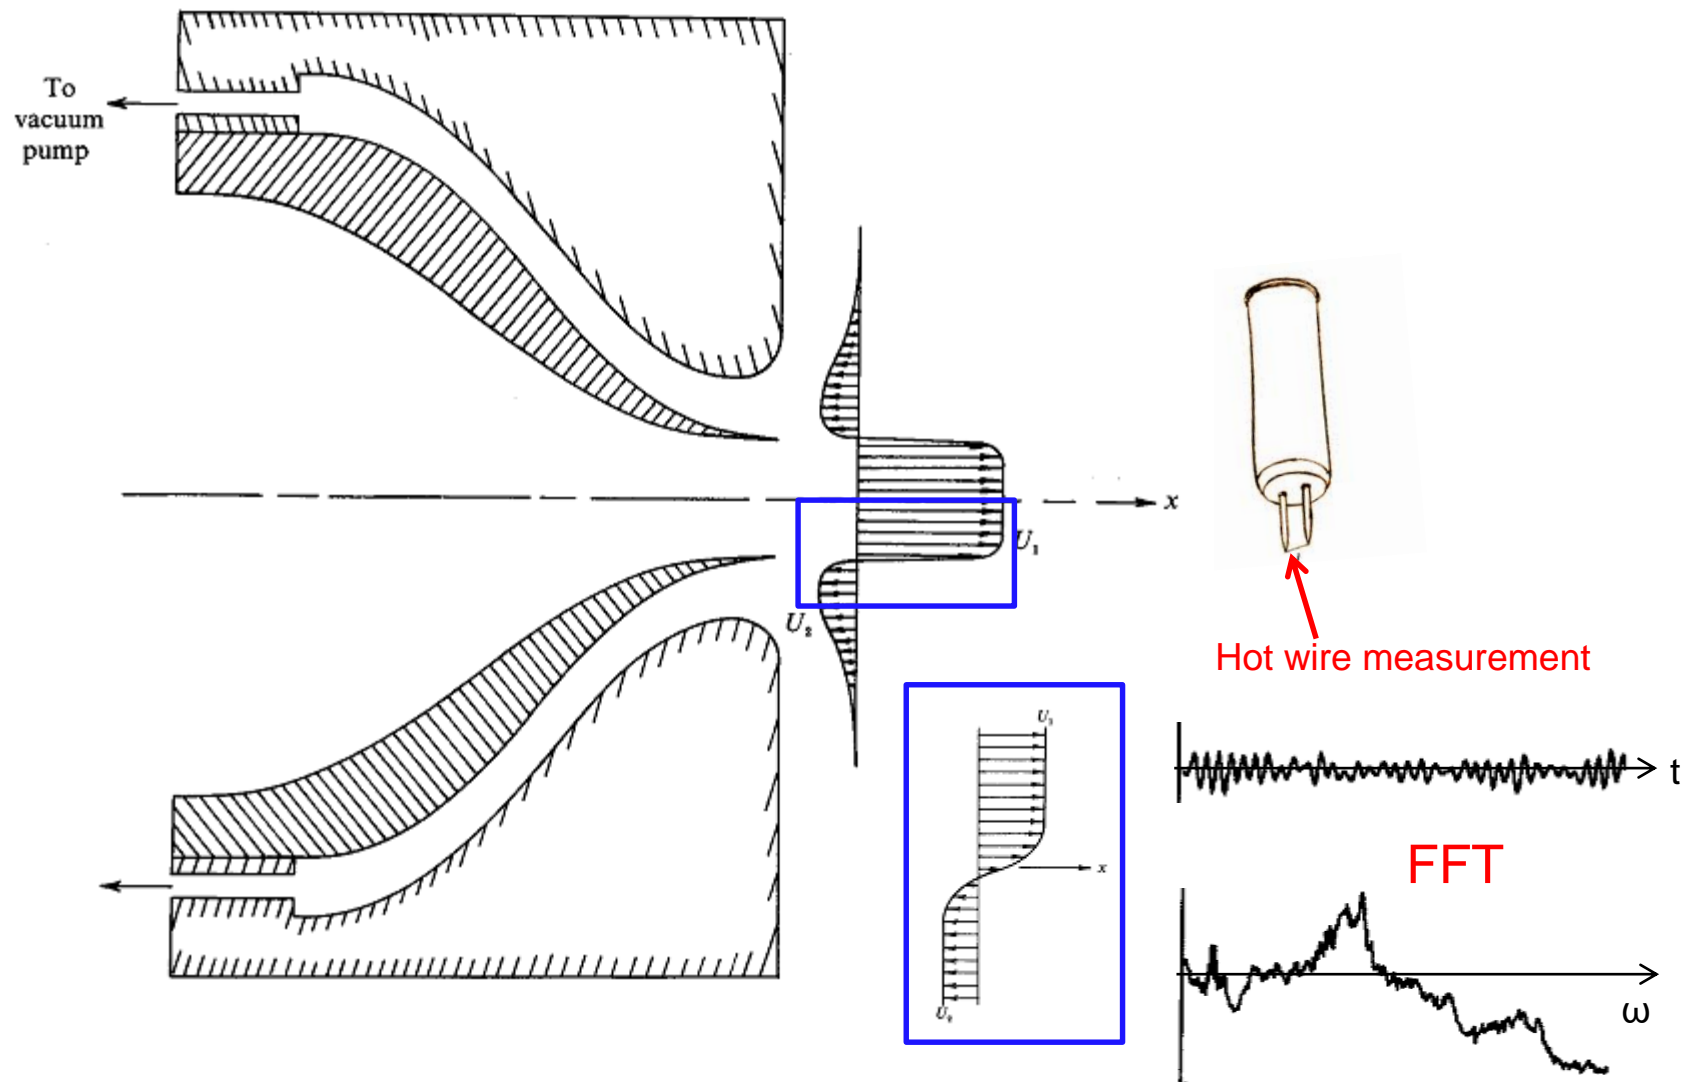 To
vacuum
pump
x
U₁
U₂
Hot wire measurement
U₁
x
U₂
t
FFT
ω